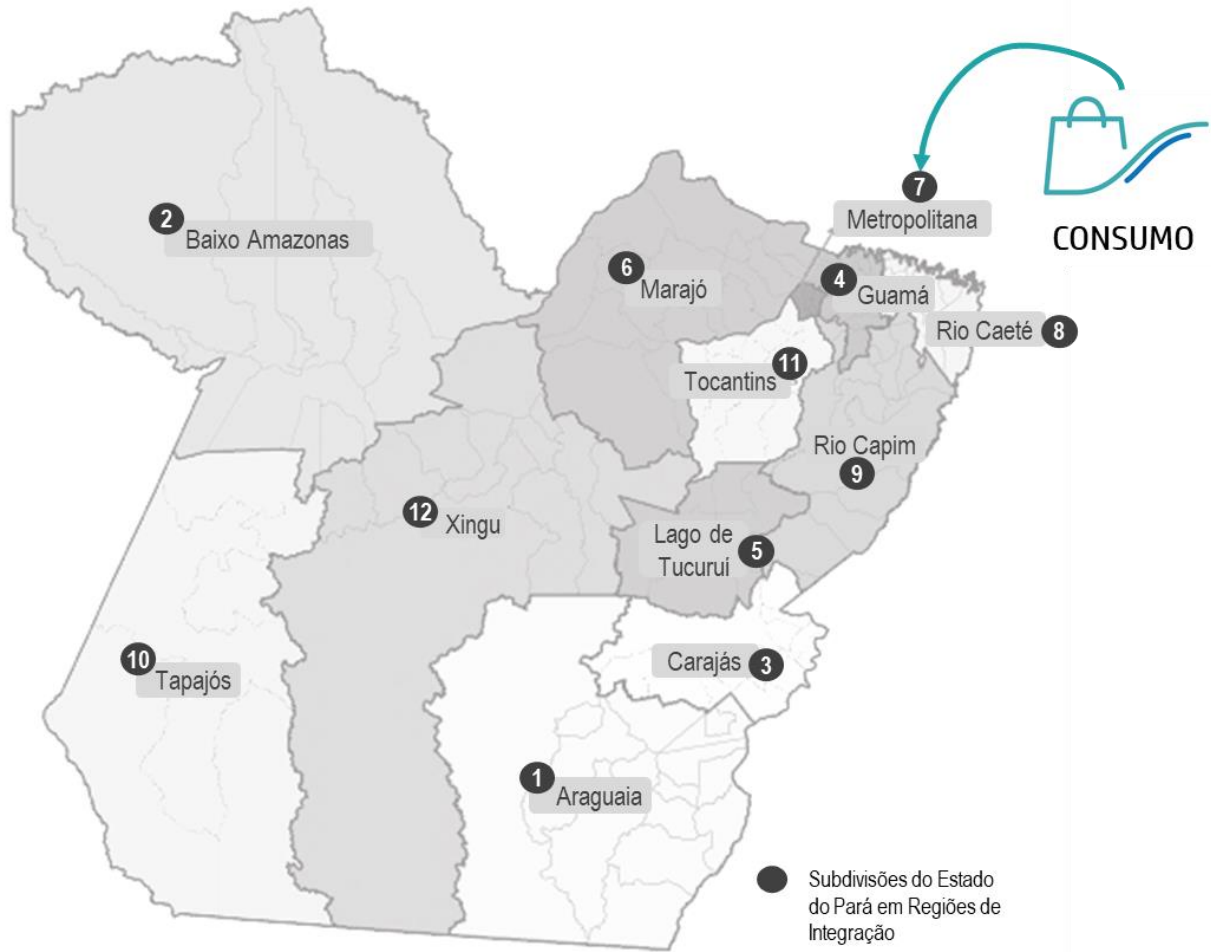 7
Metropolitana
CONSUMO
2
Baixo Amazonas
6
Marajó
4
Guamá
Rio Caeté 8
11
Tocantins
Rio Capim
9
12
Xingu
Lago de
Tucuruí
5
10
Tapajós
Carajás 3
1
Araguaia
Subdivisões do Estado
do Pará em Regiões de
Integração